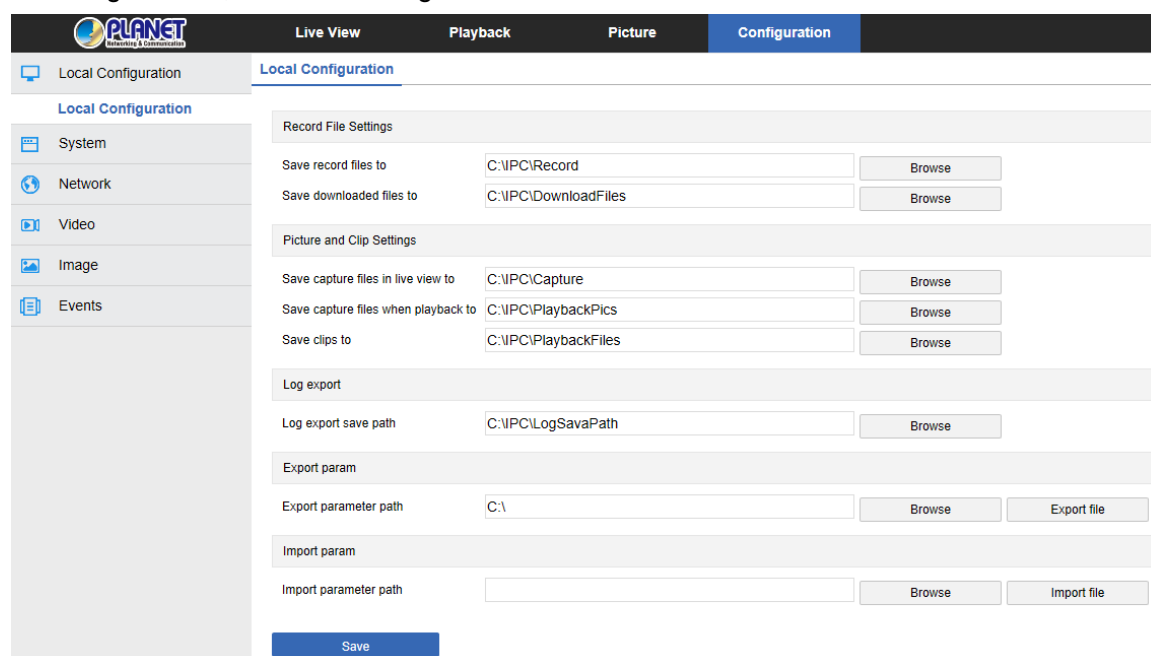 PLANET
Networking & Communication
Live View Playback Picture Configuration
Local Configuration
Local Configuration
System
Network
Video
Image
Events
Local Configuration
Record File Settings
Save record files to C:\IPC\Record Browse
Save downloaded files to C:\IPC\DownloadFiles Browse
Picture and Clip Settings
Save capture files in live view to C:\IPC\Capture Browse
Save capture files when playback to C:\IPC\PlaybackPics Browse
Save clips to C:\IPC\PlaybackFiles Browse
Log export
Log export save path C:\IPC\LogSavaPath Browse
Export param
Export parameter path C:\ Browse Export file
Import param
Import parameter path Browse Import file
Save